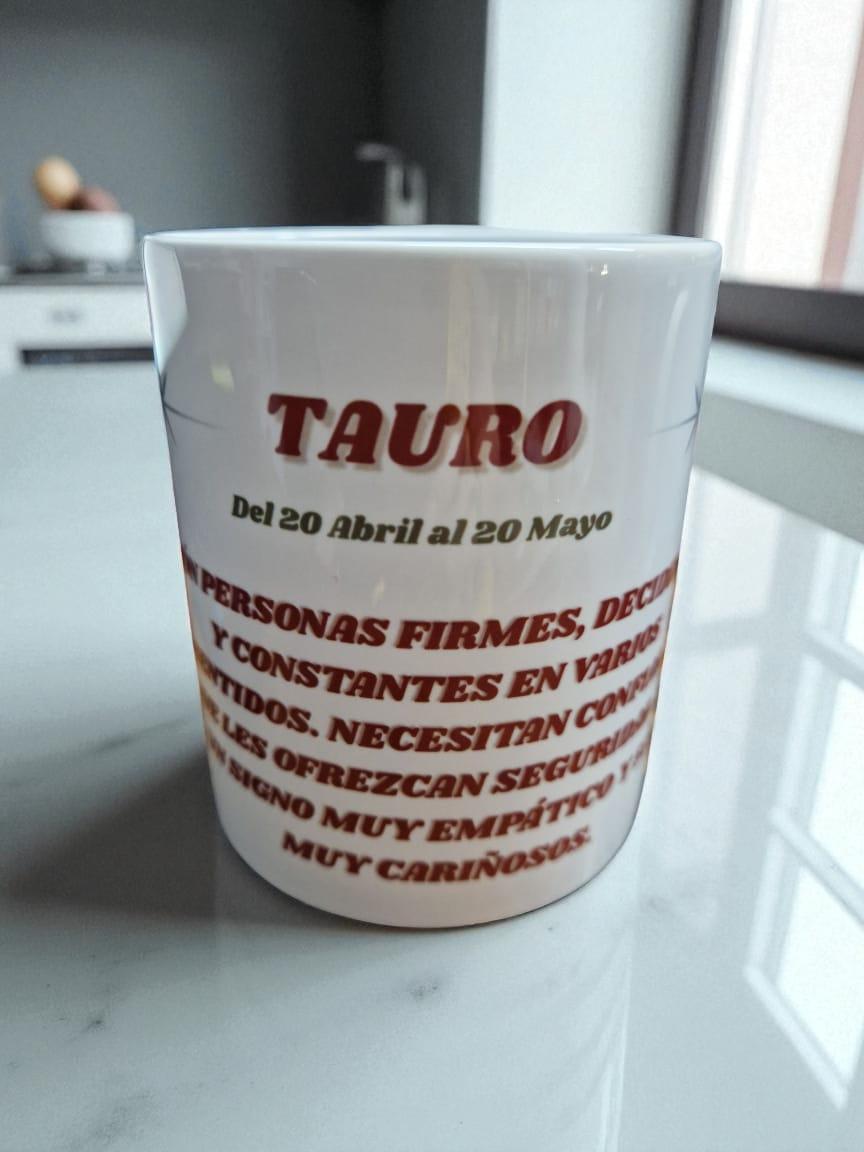 TAURO
Del 20 Abril al 20 Mayo
PERSONAS FIRMES,
Y CONSTANTES EN VARIOS
NECESITAN
LES OFREZCAN
SIGNO MUY EMPÁTICO Y
MUY CARIÑOSOS.